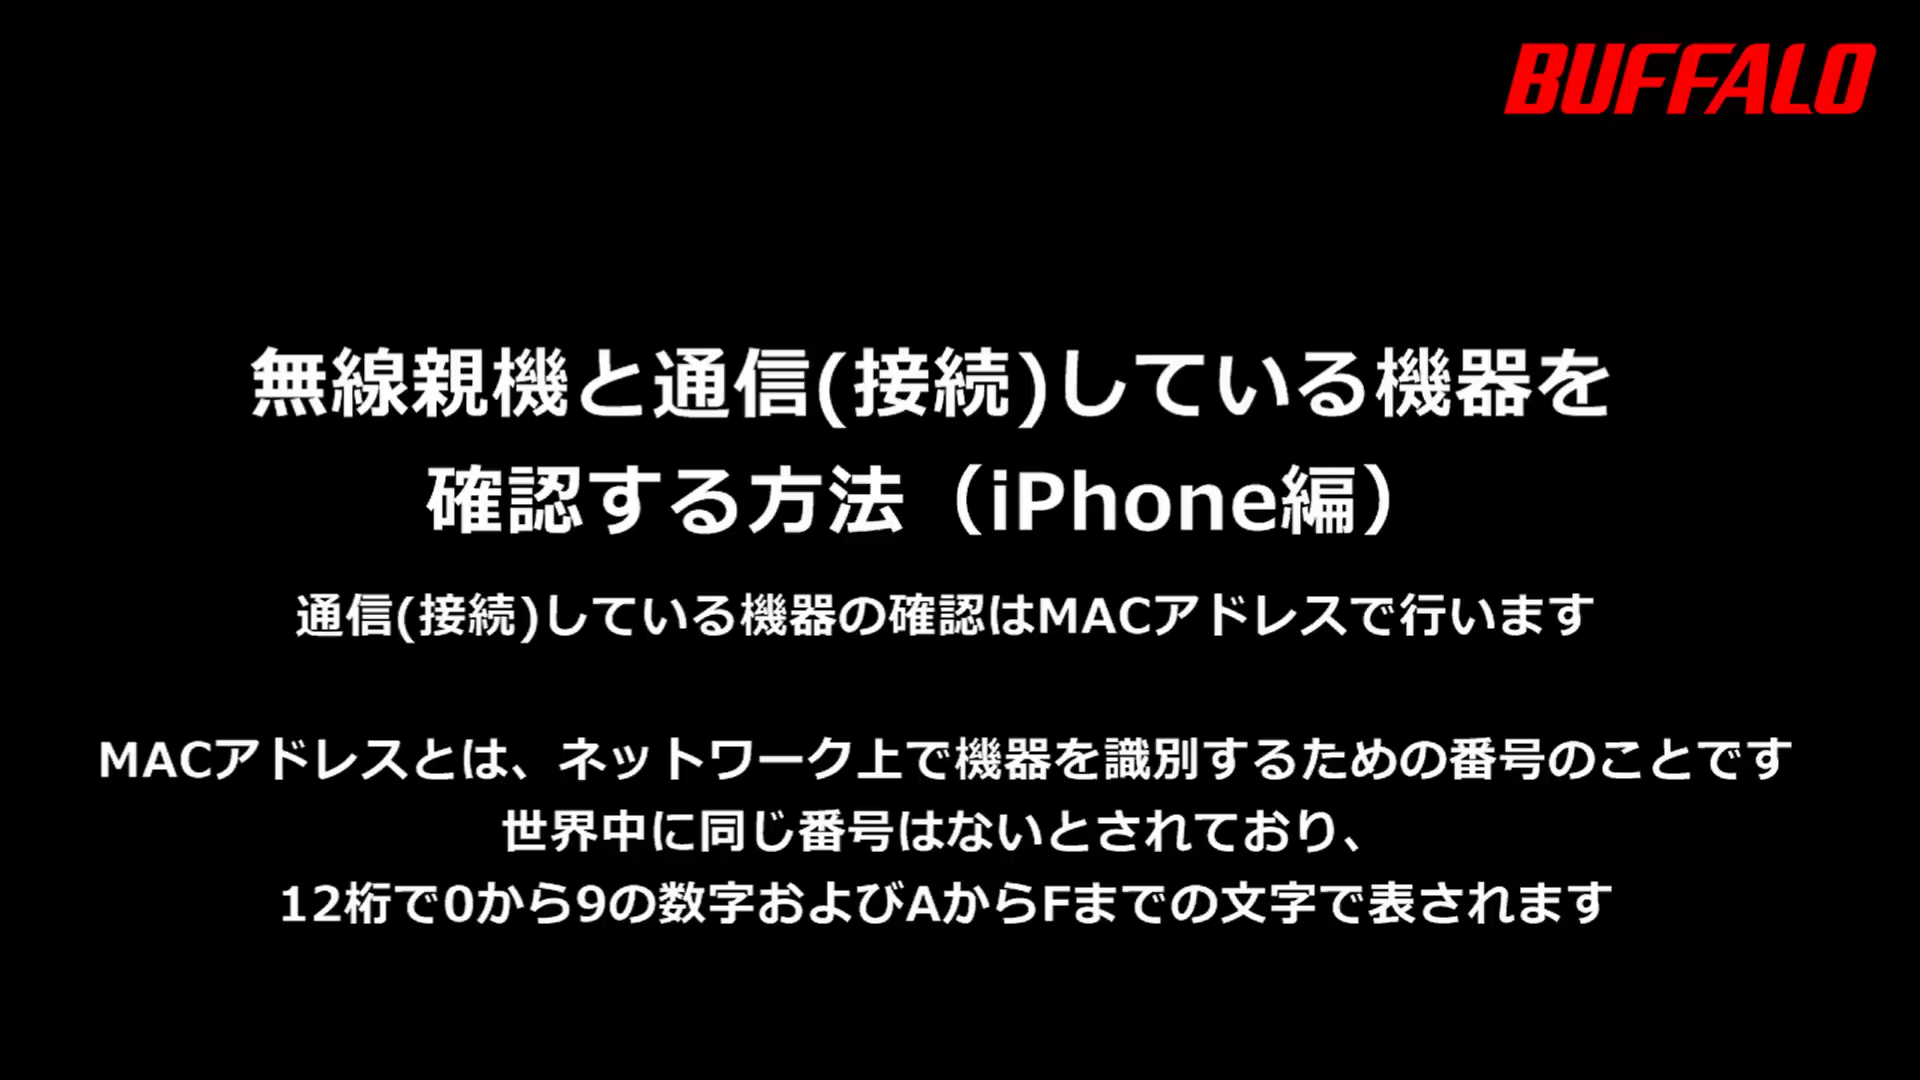 BUFFALO
無線親機と通信(接続)している機器を
確認する方法（iPhone編）
通信(接続)している機器の確認はMACアドレスで行います
MACアドレスとは、ネットワーク上で機器を識別するための番号のことです
世界中に同じ番号はないとされており、
12桁で0から9の数字およびAからFまでの文字で表されます